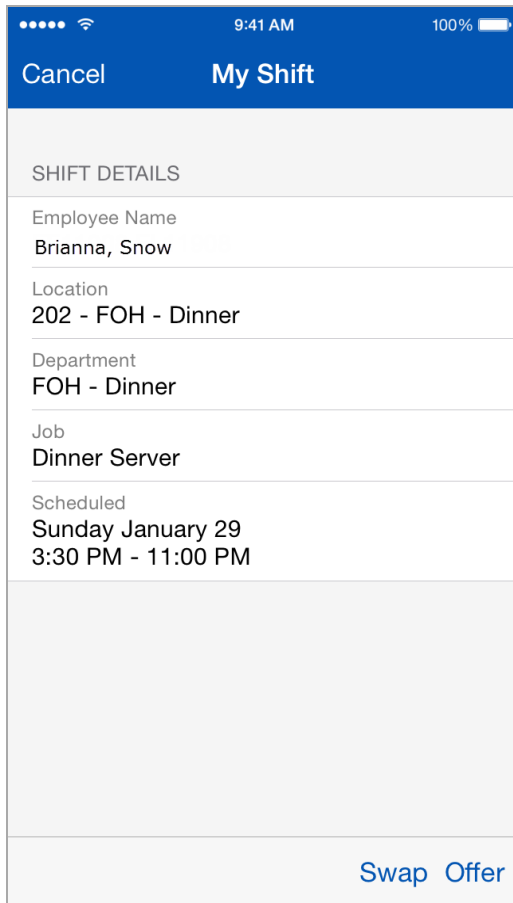 9:41 AM 100%
Cancel My Shift
SHIFT DETAILS
Employee Name
Brianna, Snow
Location
202 - FOH - Dinner
Department
FOH - Dinner
Job
Dinner Server
Scheduled
Sunday January 29
3:30 PM - 11:00 PM
Swap Offer